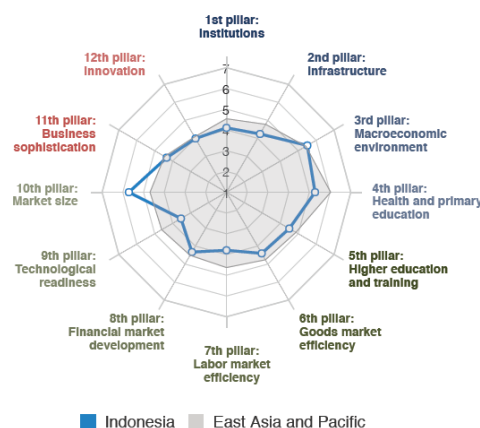 1st pillar:
Institutions
12th pillar:
Innovation
2nd pillar:
Infrastructure
11th pillar:
Business
sophistication
3rd pillar:
Macroeconomic
environment
10th pillar:
Market size
4th pillar:
Health and primary
education
9th pillar:
Technological
readiness
5th pillar:
Higher education
and training
8th pillar:
Financial market
development
6th pillar:
Goods market
efficiency
7th pillar:
Labor market
efficiency
7
6
5
4
3
2
1
Indonesia
East Asia and Pacific